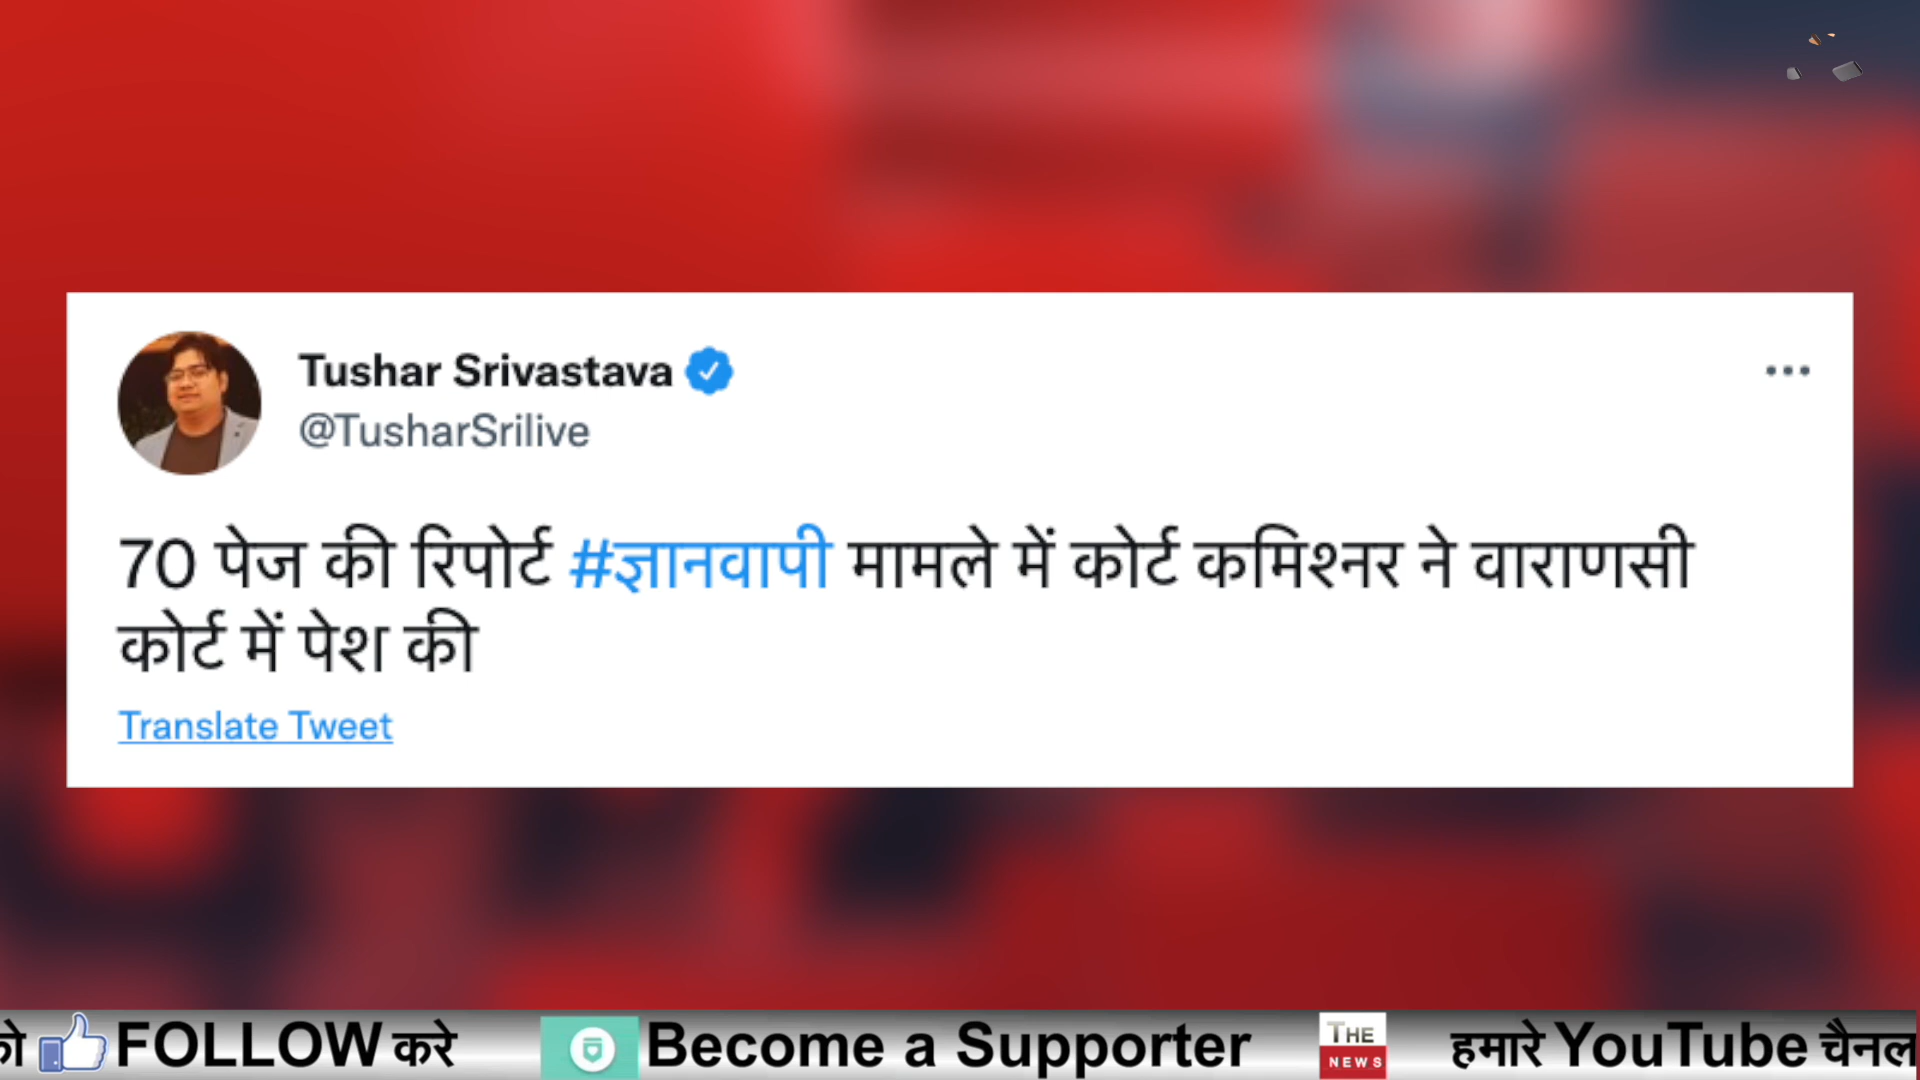 Tushar Srivastava
@TusharSrilive
70 पेज की रिपोर्ट #ज्ञानवापी मामले में कोर्ट कमिश्नर ने वाराणसी
कोर्ट में पेश की
Translate Tweet
FOLLOW करे Become a Supporter THE NEWS हमारे YouTube चैनल